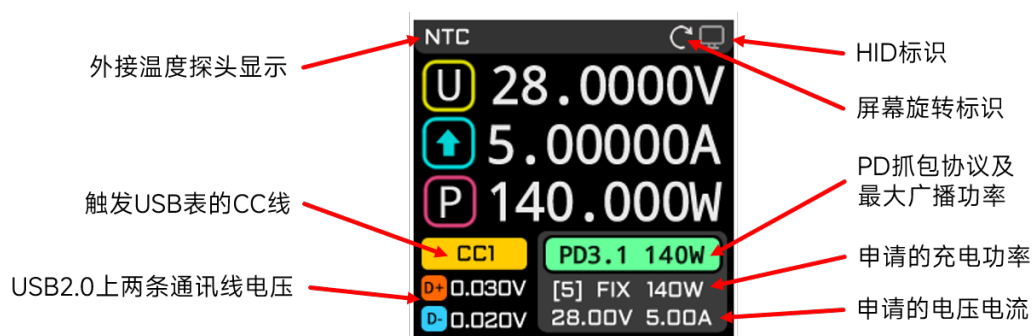 外接温度探头显示
触发USB表的CC线
USB2.0上两条通讯线电压
NTC
U 28.0000V
5.00000A
P 140.000W
CC1
D+ 0.030V
D- 0.020V
PD3.1 140W
[5] FIX 140W
28.00V 5.00A
HID标识
屏幕旋转标识
PD抓包协议及
最大广播功率
申请的充电功率
申请的电压电流